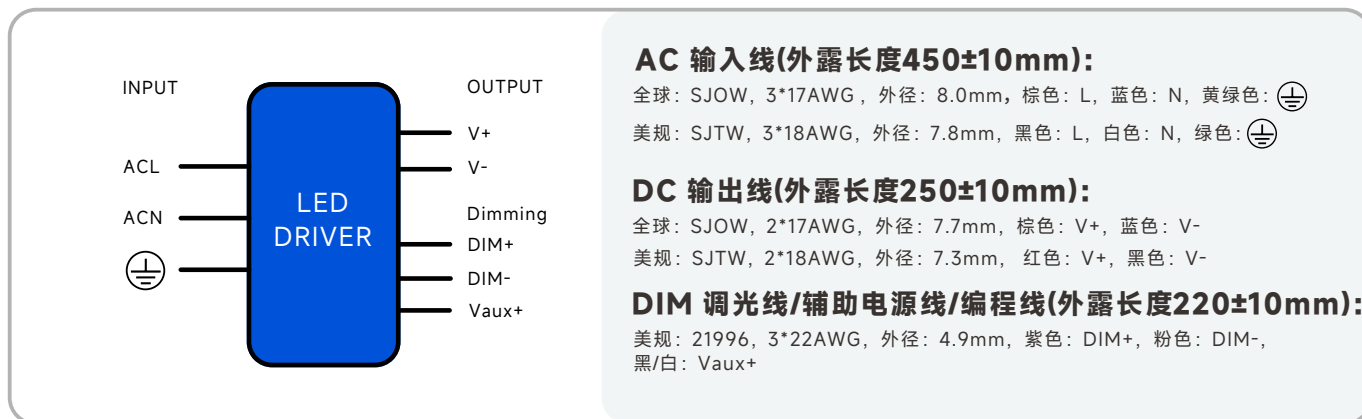 INPUT
ACL
ACN
LED
DRIVER
OUTPUT
V+
V-
Dimming
DIM+
DIM-
Vaux+
AC 输入线(外露长度450±10mm):
全球: SJOW, 3*17AWG , 外径: 8.0mm, 棕色: L, 蓝色: N, 黄绿色:
美规: SJTW, 3*18AWG, 外径: 7.8mm, 黑色: L, 白色: N, 绿色:
DC 输出线(外露长度250±10mm):
全球: SJOW, 2*17AWG, 外径: 7.7mm, 棕色: V+, 蓝色: V-
美规: SJTW, 2*18AWG, 外径: 7.3mm, 红色: V+, 黑色: V-
DIM 调光线/辅助电源线/编程线(外露长度220±10mm):
美规: 21996, 3*22AWG, 外径: 4.9mm, 紫色: DIM+, 粉色: DIM-,
黑/白: Vaux+